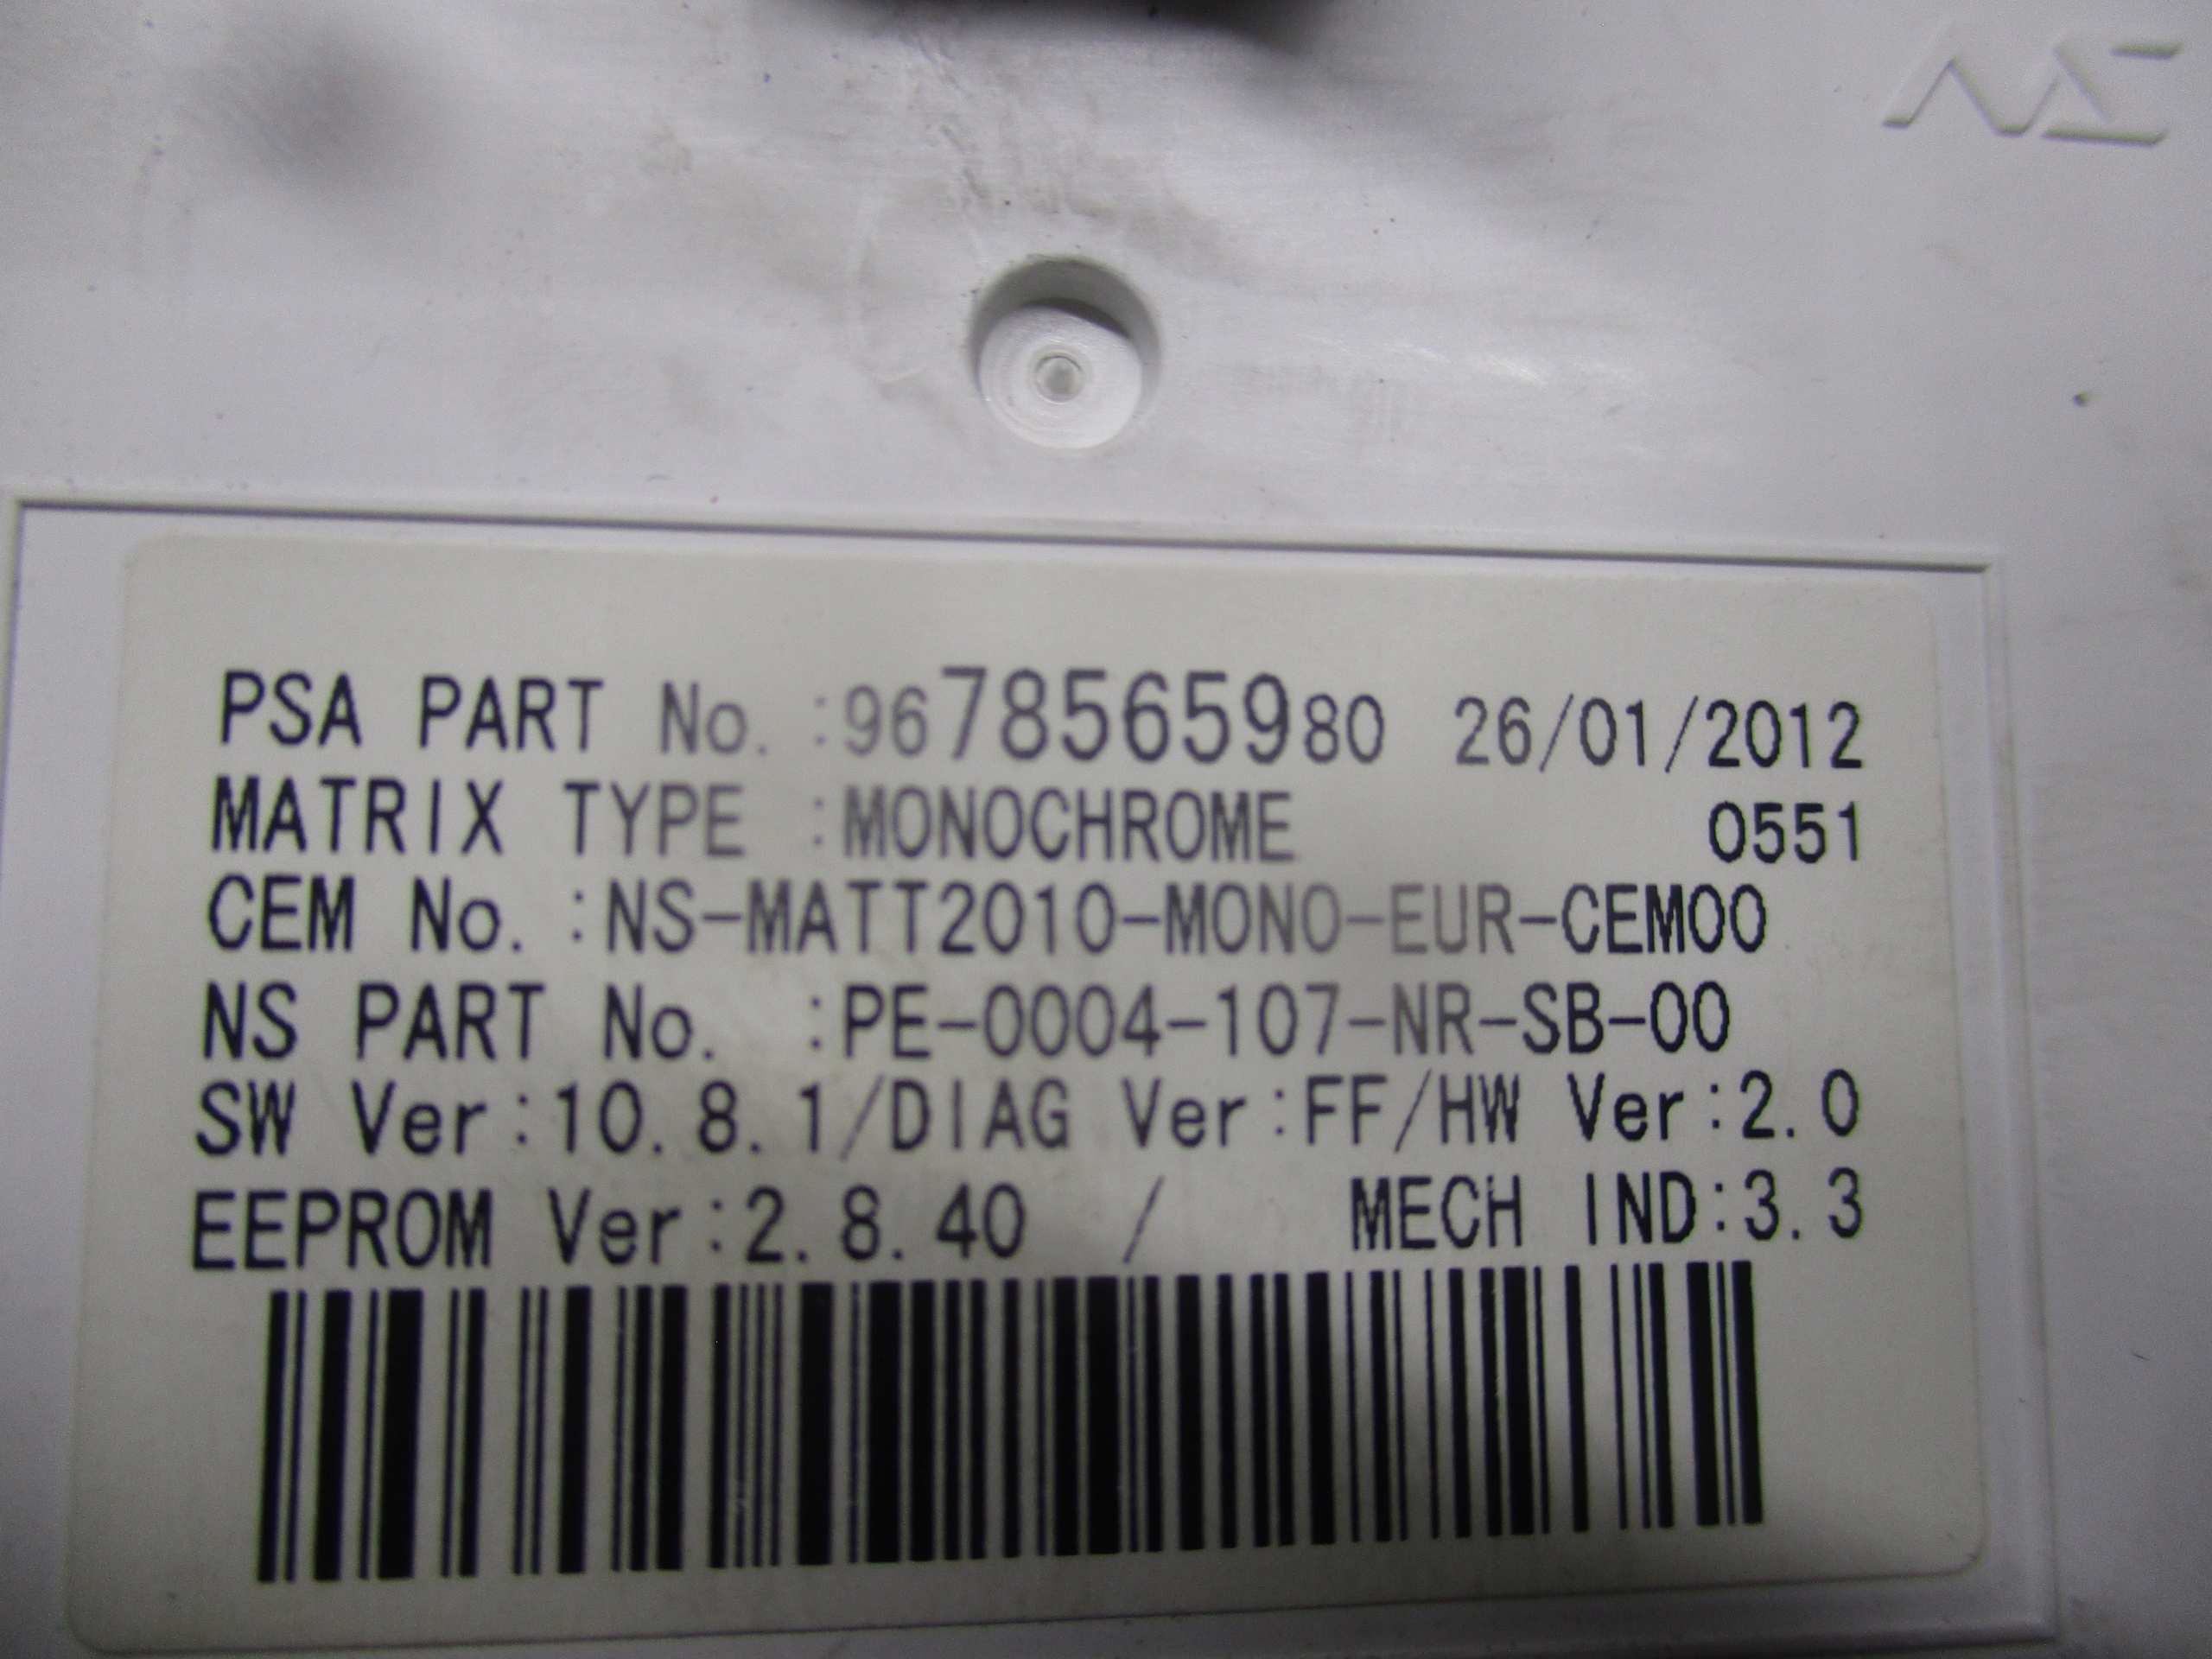 NS
PSA PART No. :9678565980 26/01/2012
MATRIX TYPE :MONOCHROME 0551
CEM No. :NS-MATT2010-MONO-EUR-CEM00
NS PART No. :PE-0004-107-NR-SB-00
SW Ver:10.8.1/DIAG Ver:FF/HW Ver:2.0
EEPROM Ver:2.8.40 / MECH IND:3.3